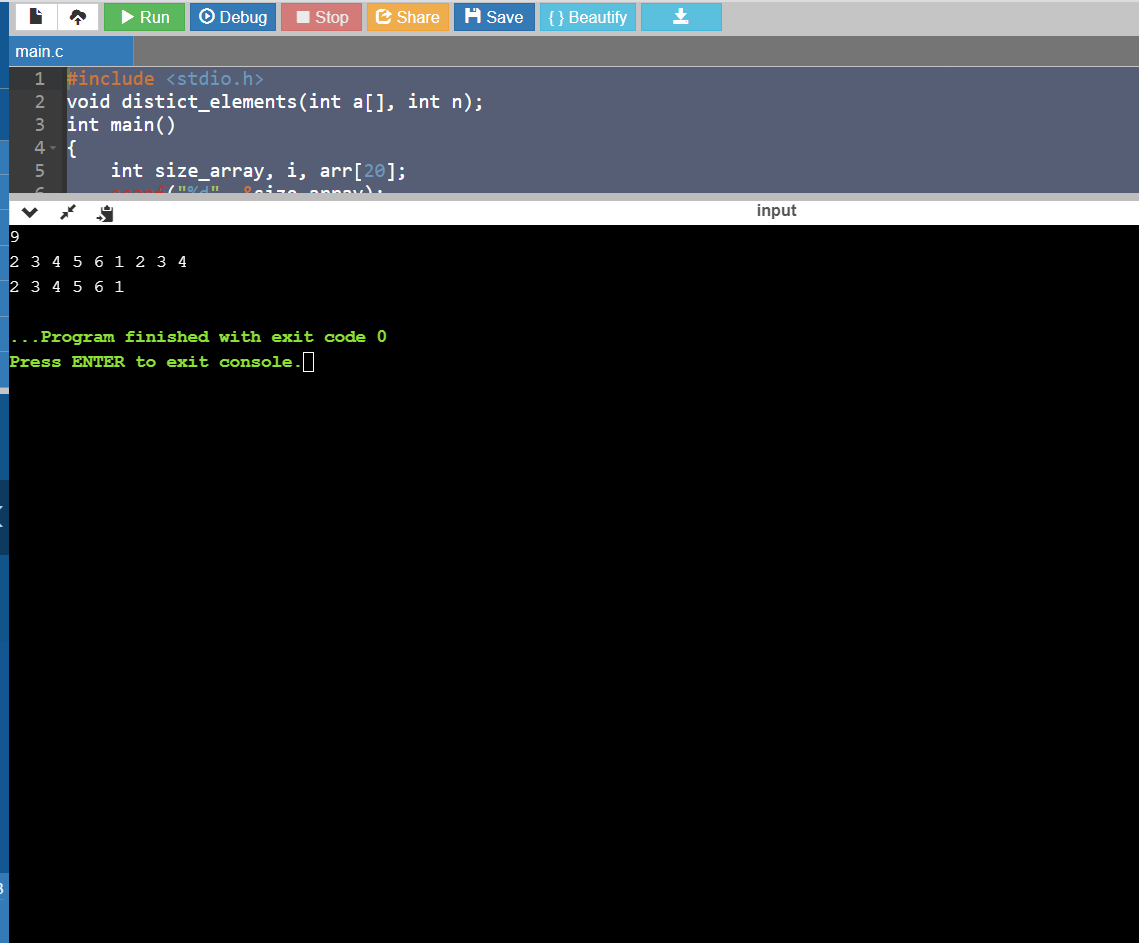 Run Debug Stop Share Save { } Beautify
main.c
1 #include <stdio.h>
2 void distict_elements(int a[], int n);
3 int main()
4 {
5 int size_array, i, arr[20];
6 scanf("%d", &size_array);
input
9
2 3 4 5 6 1 2 3 4
2 3 4 5 6 1
...Program finished with exit code 0
Press ENTER to exit console.